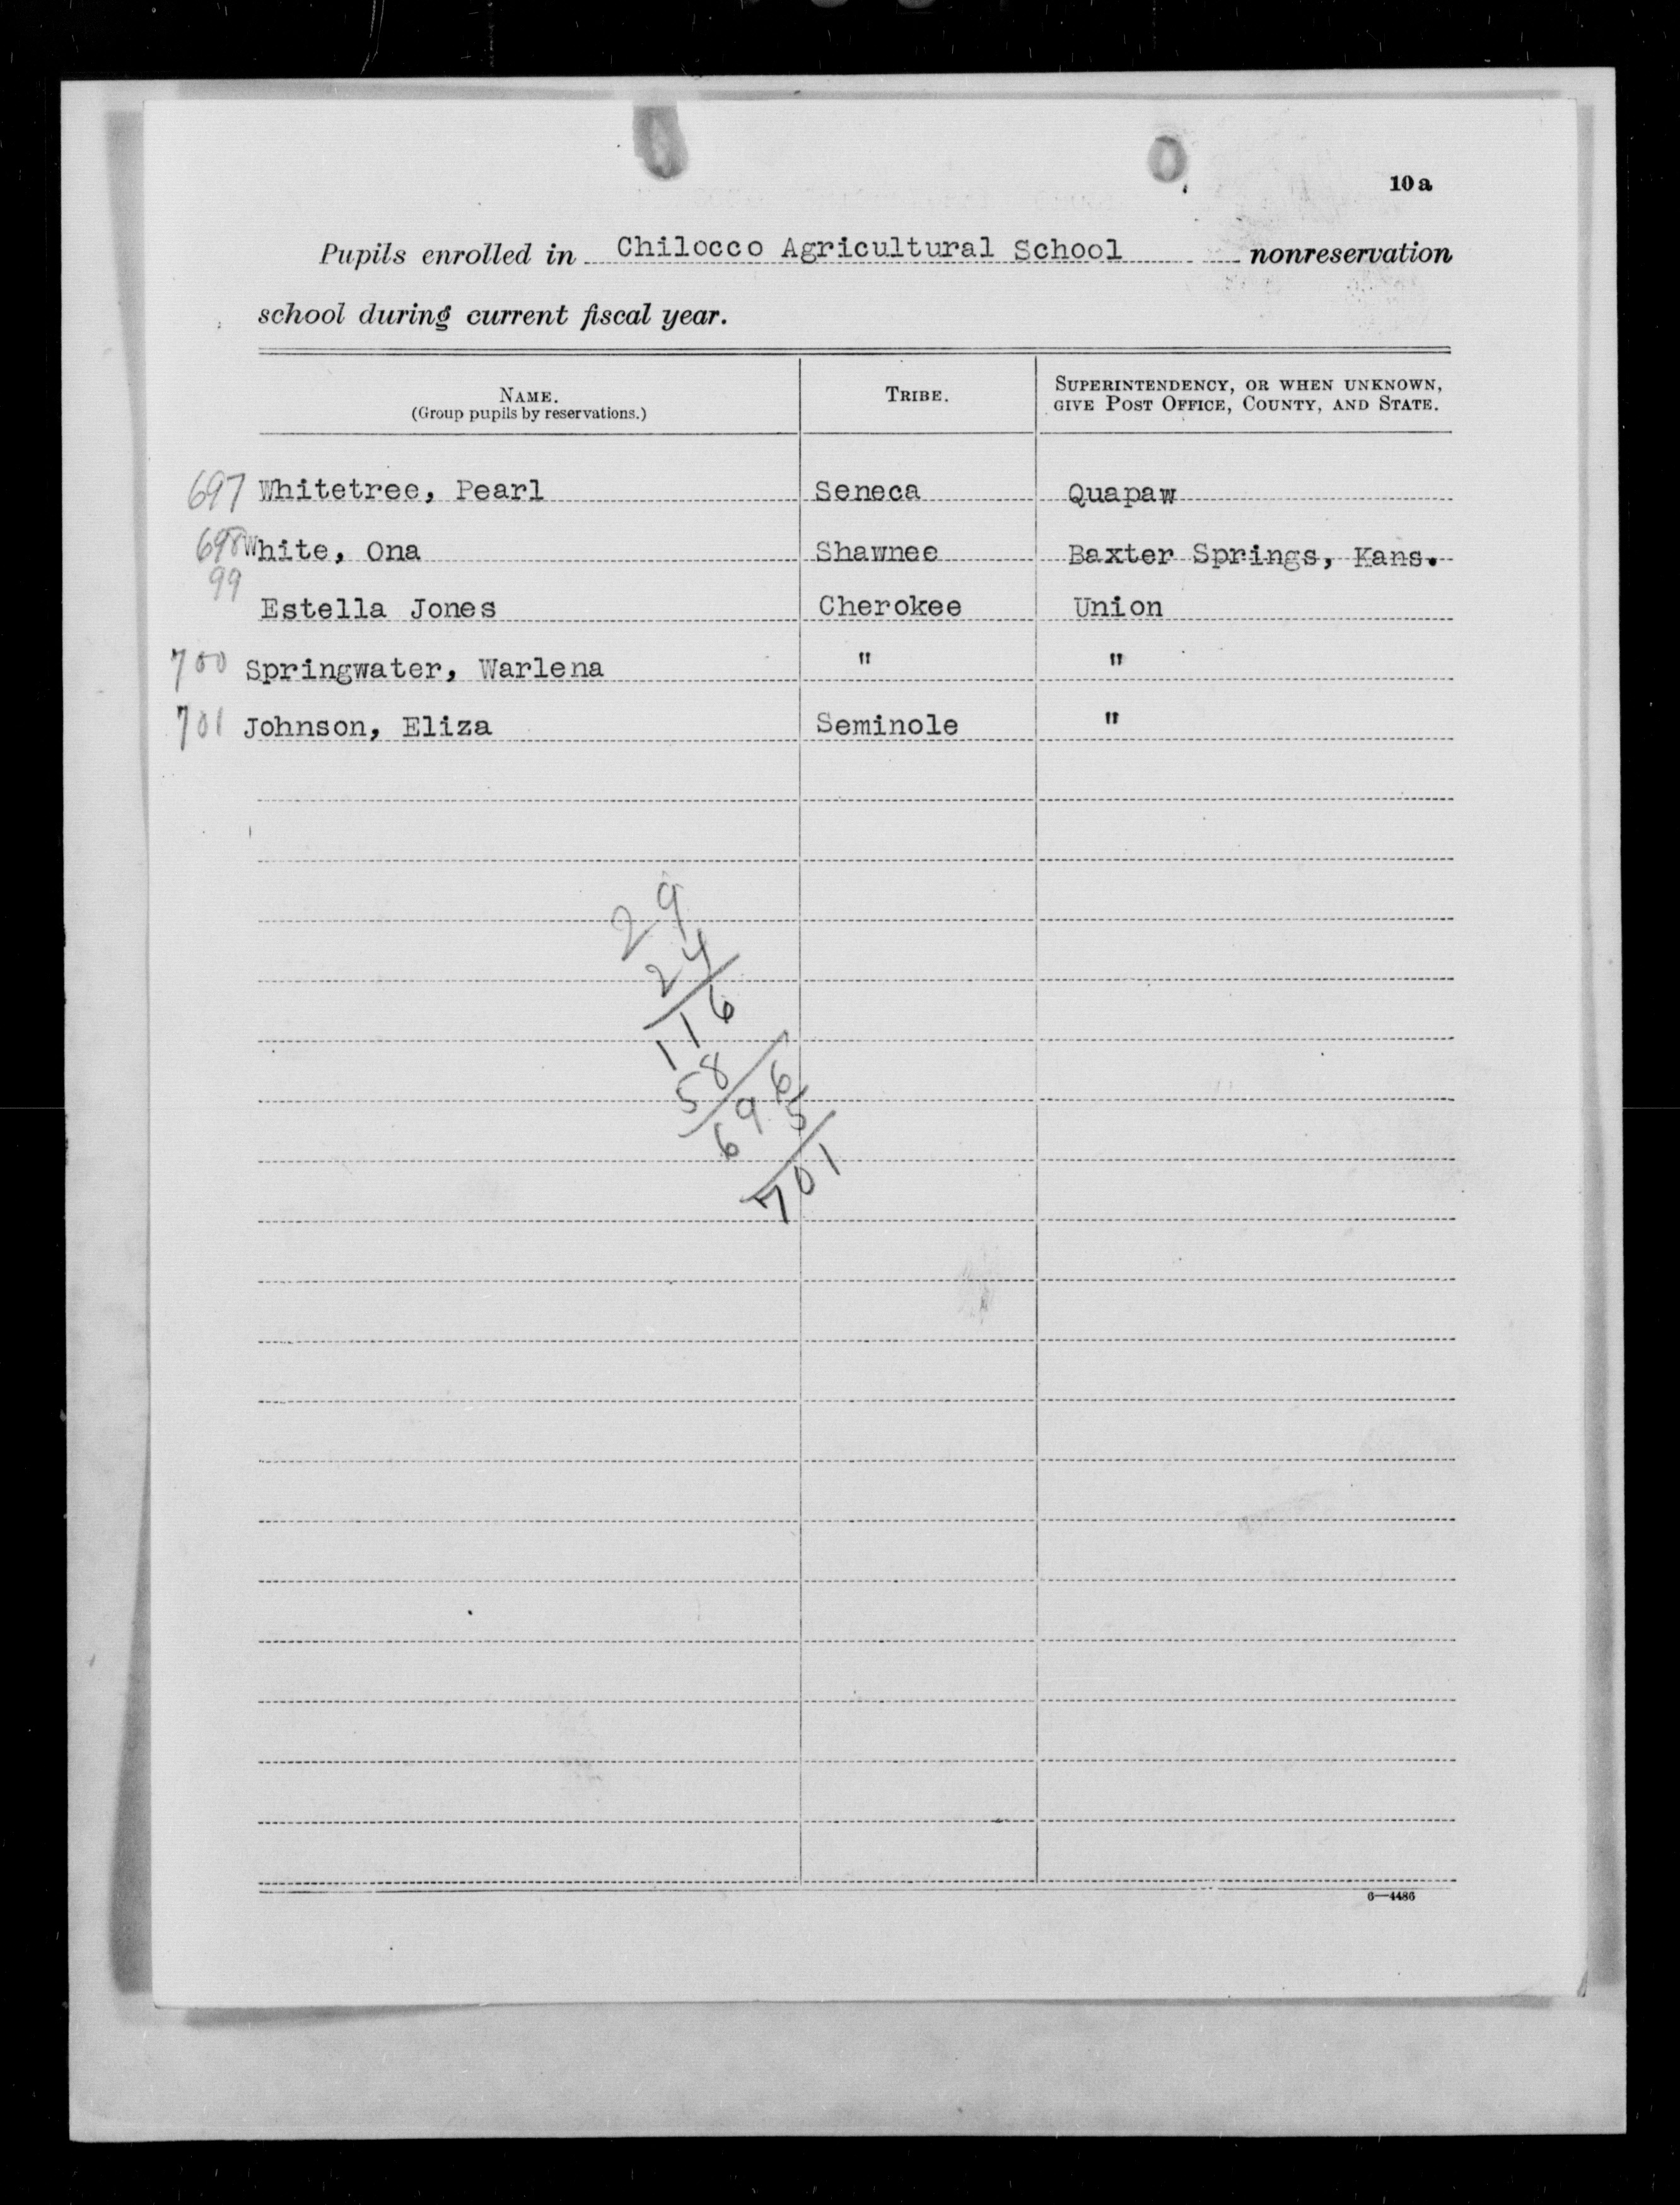 10a
Pupils enrolled in Chilocco Agricultural School nonreservation
school during current fiscal year.
NAME. TRIBE. SUPERINTENDENCY, OR WHEN UNKNOWN,
(Group pupils by reservations.) GIVE POST OFFICE, COUNTY, AND STATE.
697 Whitetree, Pearl Seneca Quapaw
698 White, Ona Shawnee Baxter Springs, Kans.
99 Estella Jones Cherokee Union
700 Springwater, Warlena " "
701 Johnson, Eliza Seminole "
29
24
116
58
696
5
701
6—4486